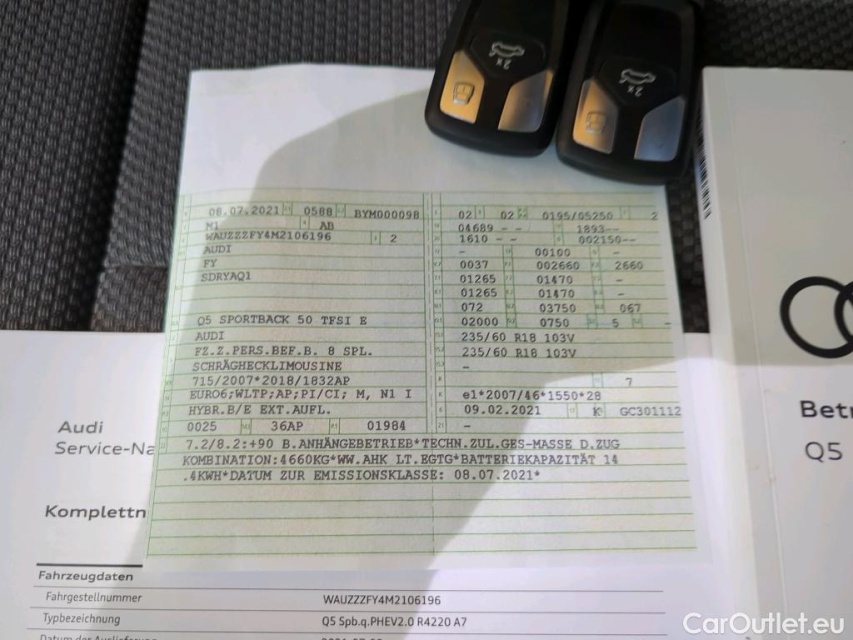 08.07.2021 0588 BYM00009B
M1 AB
WAUZZZFY4M2106196 2
AUDI
FY
SDRYAQ1
Q5 SPORTBACK 50 TFSI E
AUDI
FZ.Z.PERS.BEF.B. 8 SPL.
SCHRÄGHECKLIMOUSINE
715/2007*2018/1832AP
EURO6;WLTP;AP;PI/CI; M, N1 I
HYBR.B/E EXT.AUFL.
0025 36AP 01984
02 02 0195/05250 2
04689 -- 1893--
1610 -- 002150--
- 00100 -
0037 002660 2660
01265 01470 -
01265 01470 -
072 03750 067
02000 0750 5 -
235/60 R18 103V
235/60 R18 103V
-
7
e1*2007/46*1550*28
09.02.2021 K GC301112
-
7.2/8.2:+90 B.ANHÄNGEBETRIEB*TECHN.ZUL.GES-MASSE D.ZUG
KOMBINATION:4660KG*WW.AHK LT.EGTG*BATTERIEKAPAZITÄT 14
.4KWH*DATUM ZUR EMISSIONSKLASSE: 08.07.2021*
Audi
Service-Na
Komplettn
Fahrzeugdaten
Fahrgestellnummer WAUZZZFY4M2106196
Typbezeichnung Q5 Spb.q.PHEV2.0 R4220 A7
Betr
Q5
CarOutlet.eu